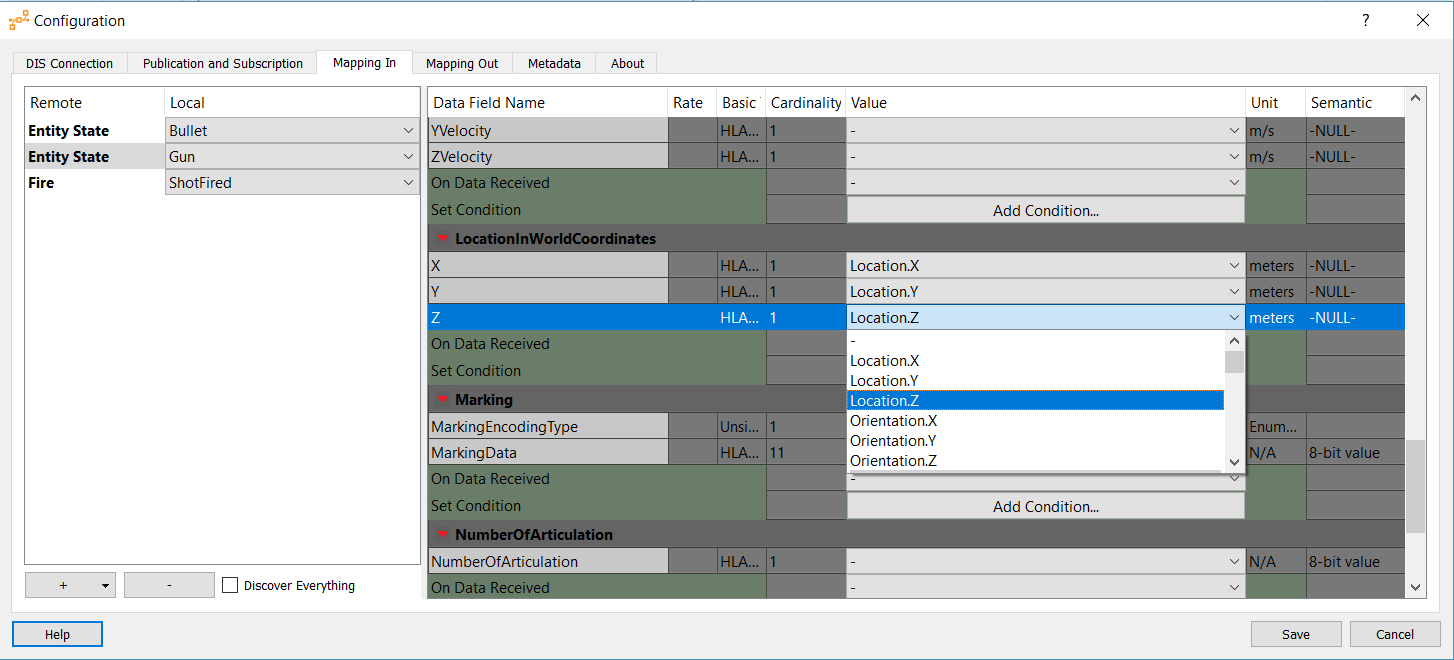 Configuration ?
DIS Connection Publication and Subscription Mapping In Mapping Out Metadata About
Remote Local
Entity State Bullet
Entity State Gun
Fire ShotFired
+ - Discover Everything
Data Field Name Rate Basic Cardinality Value Unit Semantic
YVelocity HLA... 1 - m/s -NULL-
ZVelocity HLA... 1 - m/s -NULL-
On Data Received -
Set Condition Add Condition...
LocationInWorldCoordinates
X HLA... 1 Location.X meters -NULL-
Y HLA... 1 Location.Y meters -NULL-
Z HLA... 1 Location.Z meters -NULL-
On Data Received -
Location.X
Set Condition Location.Y
Location.Z
Marking
Orientation.X
MarkingEncodingType Unsi... 1 Enum...
Orientation.Y
MarkingData HLA... 11 Orientation.Z N/A 8-bit value
On Data Received -
Set Condition Add Condition...
NumberOfArticulation
NumberOfArticulation HLA... 1 - N/A 8-bit value
On Data Received -
Help Save Cancel